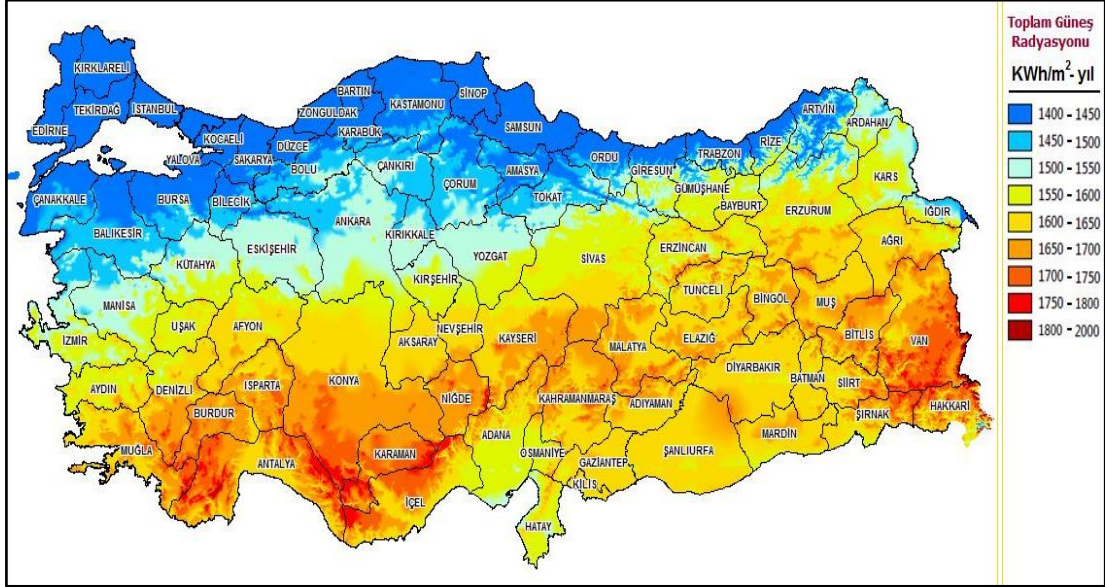 Toplam Güneş
Radyasyonu
KWh/m²- yıl
1400 - 1450
1450 - 1500
1500 - 1550
1550 - 1600
1600 - 1650
1650 - 1700
1700 - 1750
1750 - 1800
1800 - 2000
KIRKLARELİ
TEKİRDAĞ
İSTANBUL
EDİRNE
KOCAELİ
YALOVA
SAKARYA
DÜZCE
ZONGULDAK
BARTIN
KARABÜK
KASTAMONU
SİNOP
SAMSUN
BOLU
ÇANKIRI
ÇORUM
AMASYA
TOKAT
ORDU
GİRESUN
TRABZON
RİZE
ARTVİN
ARDAHAN
GÜMÜŞHANE
BAYBURT
KARS
IĞDIR
ÇANAKKALE
BURSA
BİLECİK
BALIKESİR
KÜTAHYA
ESKİŞEHİR
ANKARA
KIRIKKALE
KIRŞEHİR
YOZGAT
SİVAS
ERZİNCAN
ERZURUM
AĞRI
MANİSA
UŞAK
AFYON
İZMİR
NEVŞEHİR
AKSARAY
KAYSERİ
MALATYA
TUNCELİ
ELAZIĞ
BİNGÖL
MUŞ
BİTLİS
VAN
AYDIN
DENİZLİ
ISPARTA
BURDUR
KONYA
NİĞDE
KAHRAMANMARAŞ
ADIYAMAN
DİYARBAKIR
BATMAN
SİİRT
ŞIRNAK
HAKKARİ
MUĞLA
ANTALYA
KARAMAN
İÇEL
ADANA
OSMANİYE
GAZİANTEP
KİLİS
ŞANLIURFA
MARDİN
HATAY